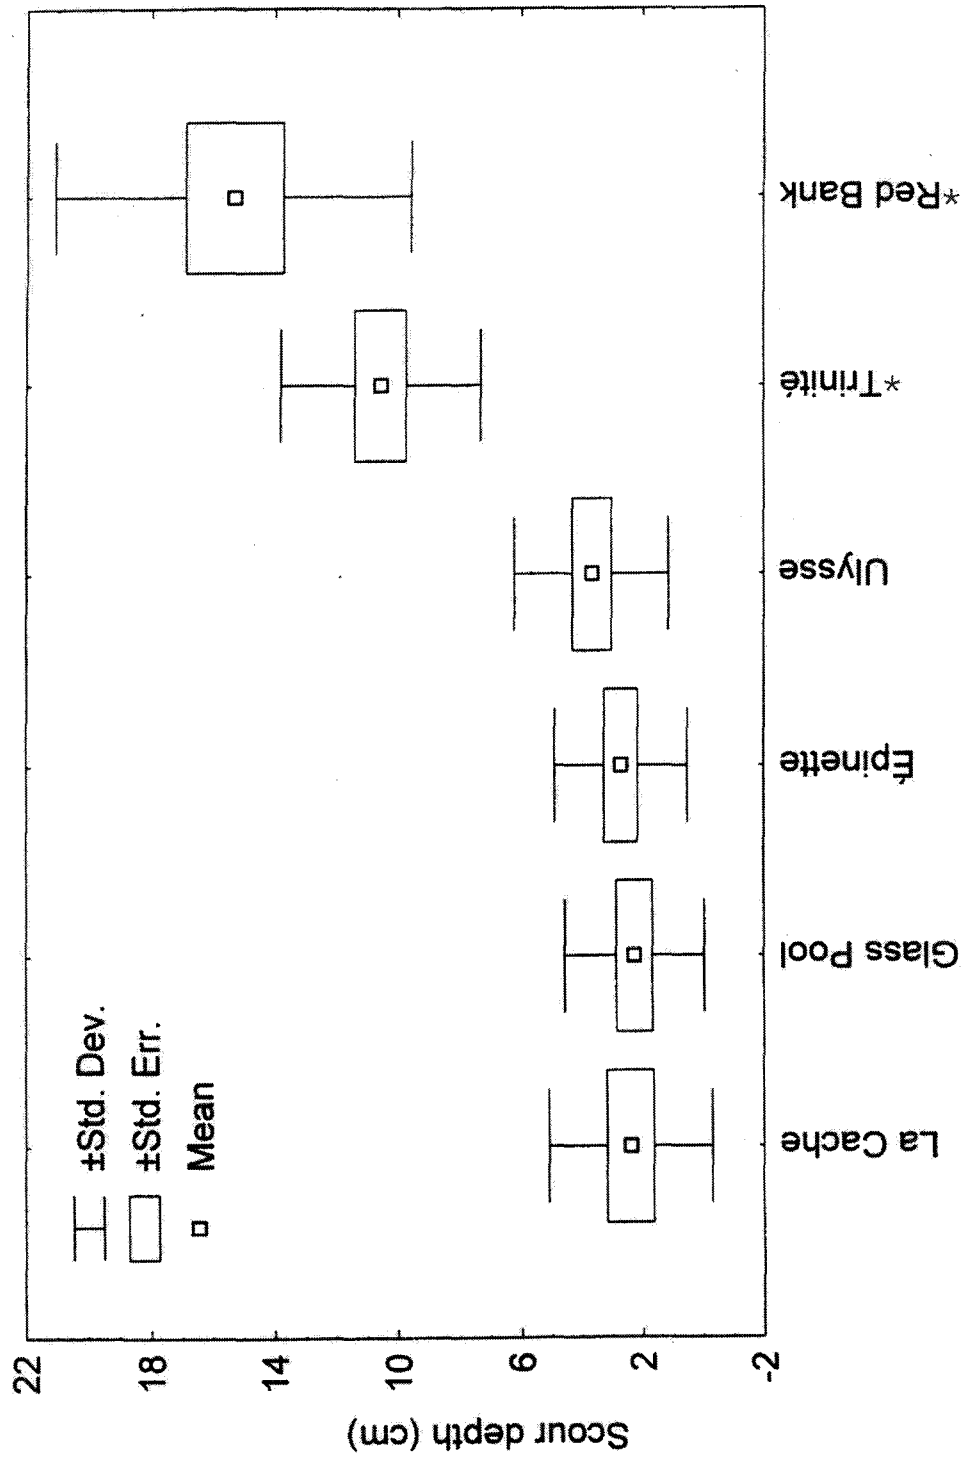 ±Std. Dev.
±Std. Err.
Mean
Scour depth (cm)
22
18
14
10
6
2
-2
La Cache
Glass Pool
Épinette
Ulysse
*Trinité
*Red Bank